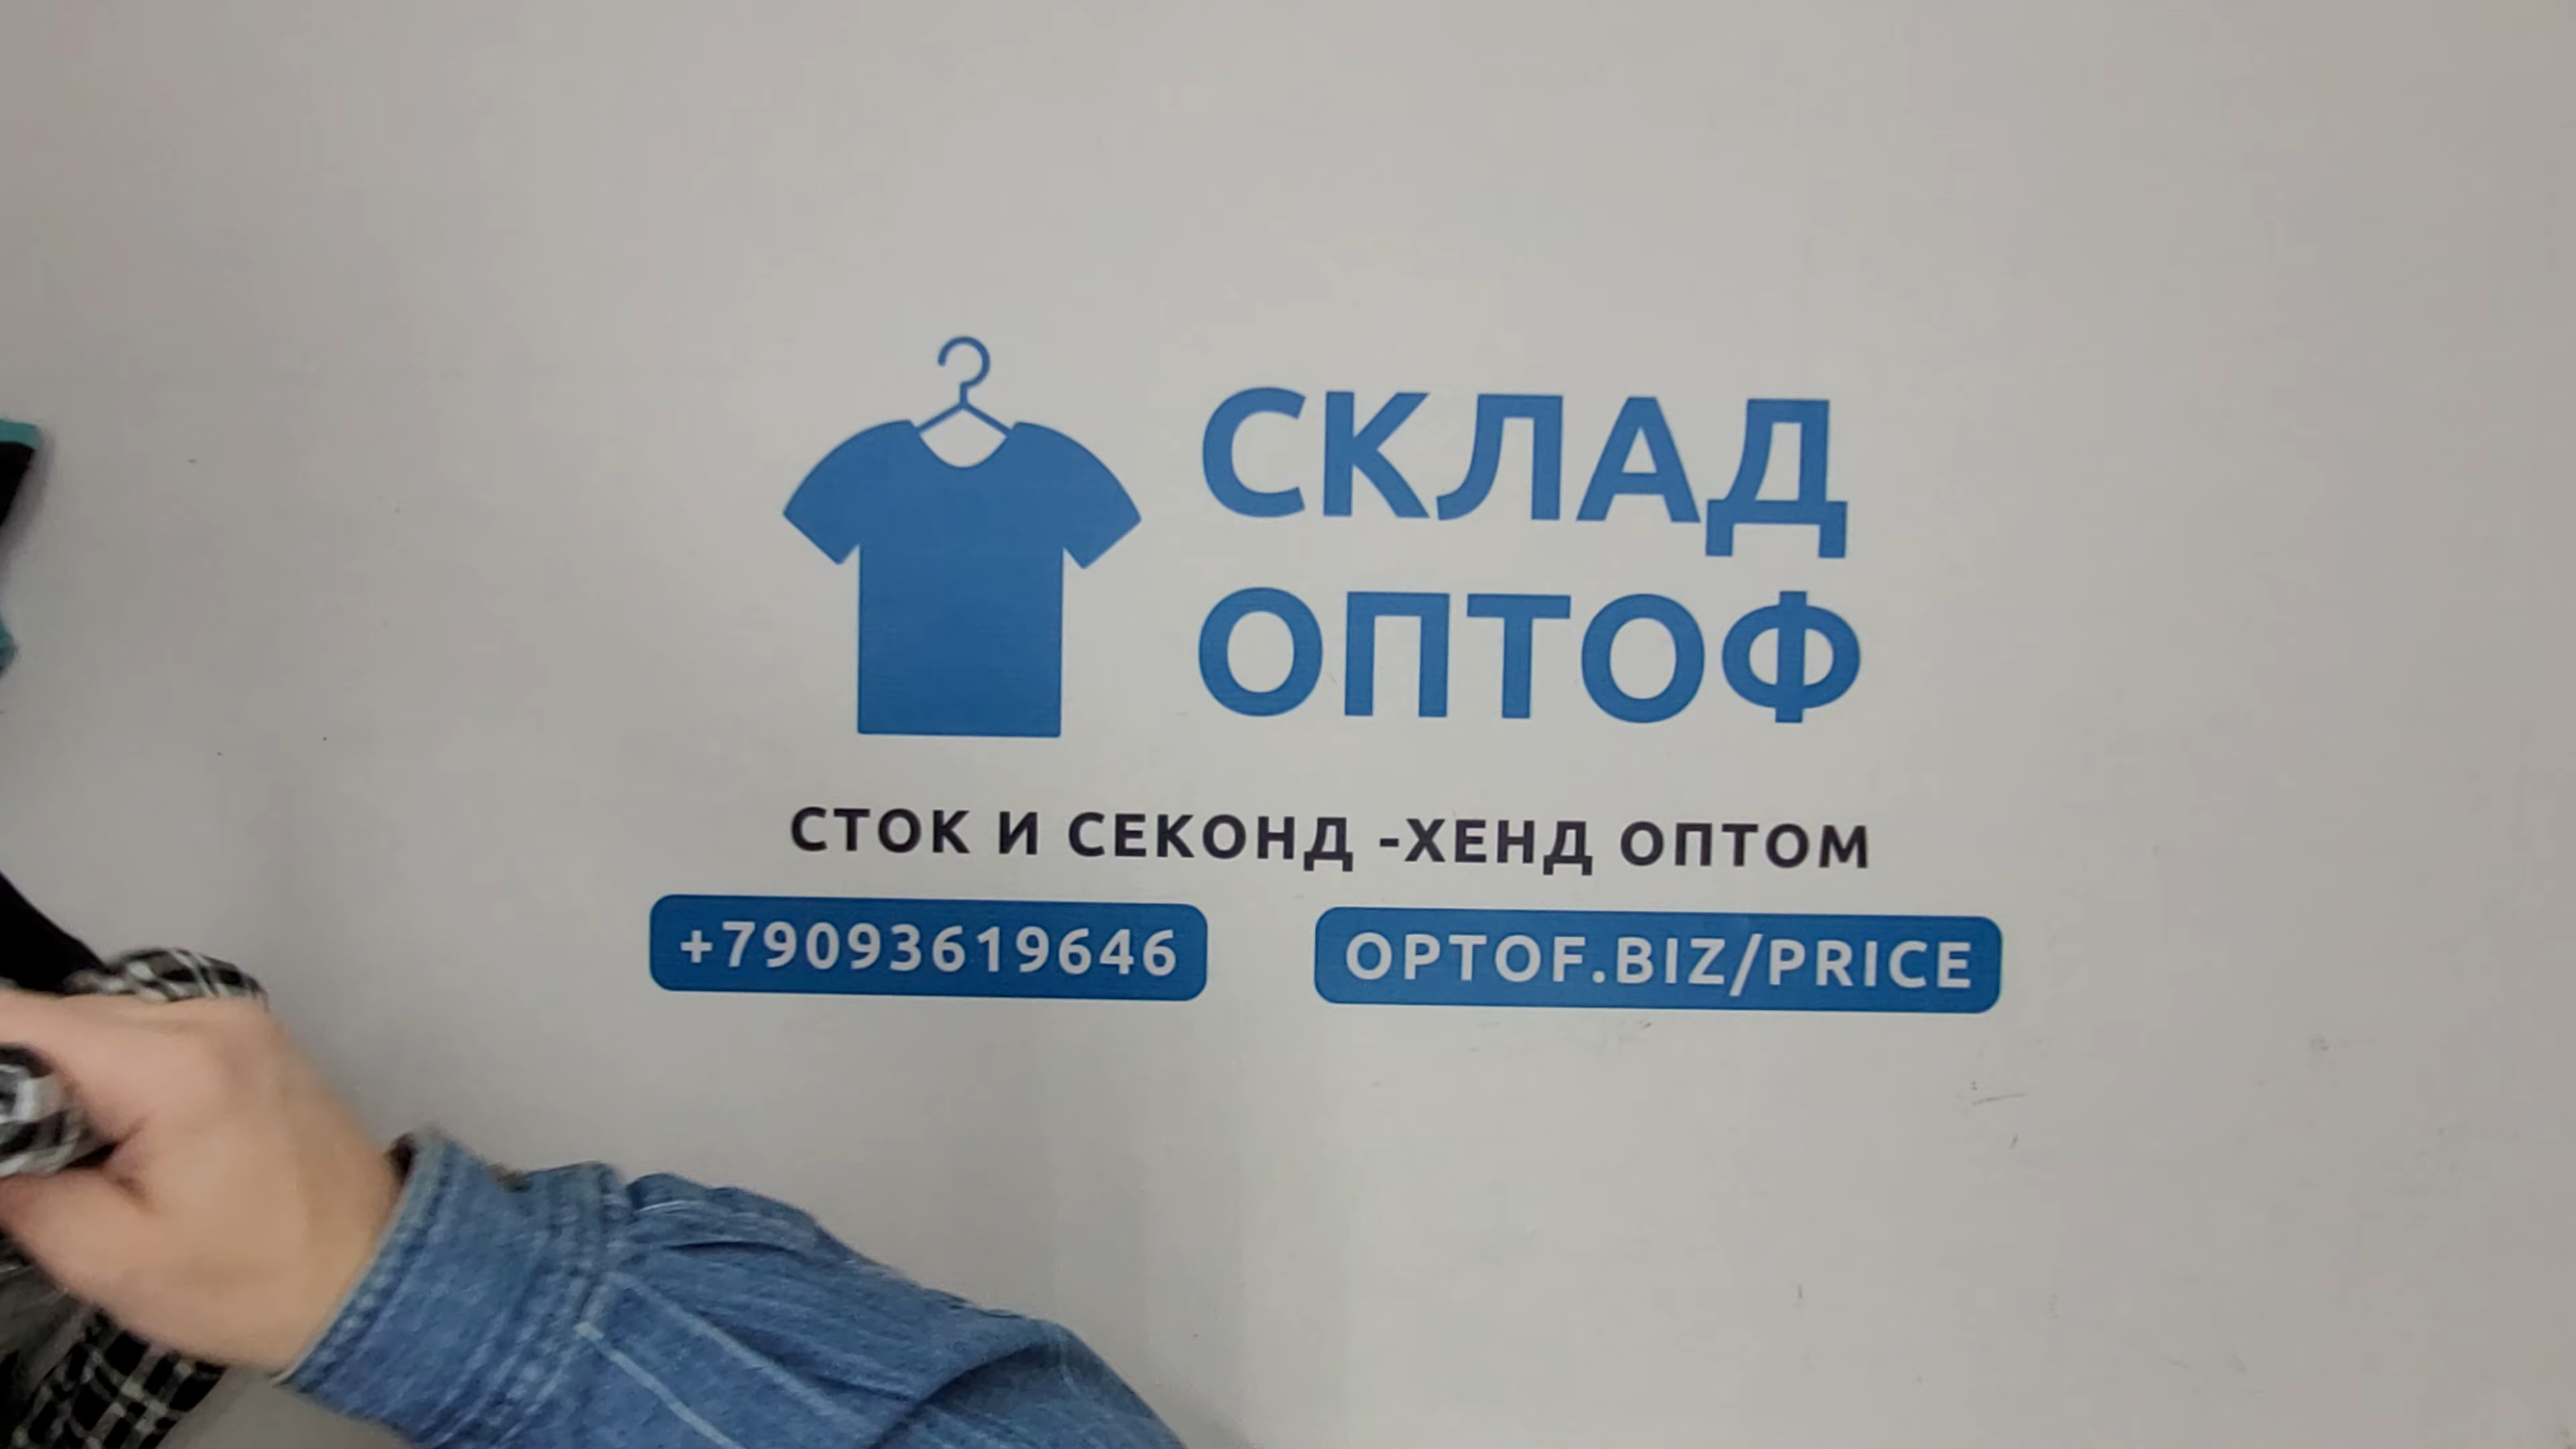 СКЛАД
ОПТОФ
СТОК И СЕКОНД -ХЕНД ОПТОМ
+79093619646
OPTOF.BIZ/PRICE